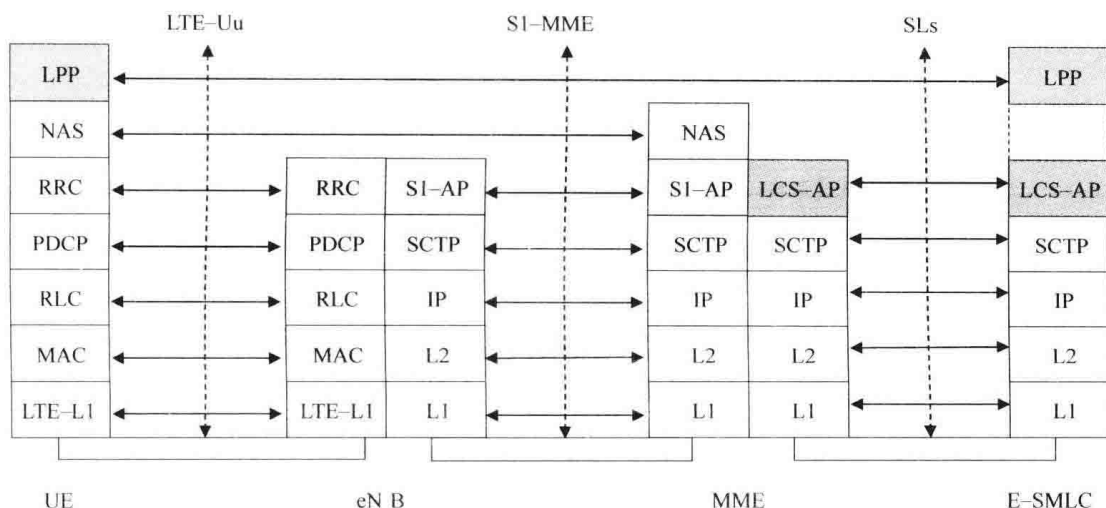 LTE–Uu S1–MME SLs
LPP LPP
NAS NAS
RRC RRC S1–AP S1–AP LCS–AP LCS–AP
PDCP PDCP SCTP SCTP SCTP SCTP
RLC RLC IP IP IP IP
MAC MAC L2 L2 L2 L2
LTE–L1 LTE–L1 L1 L1 L1 L1
UE eN B MME E–SMLC